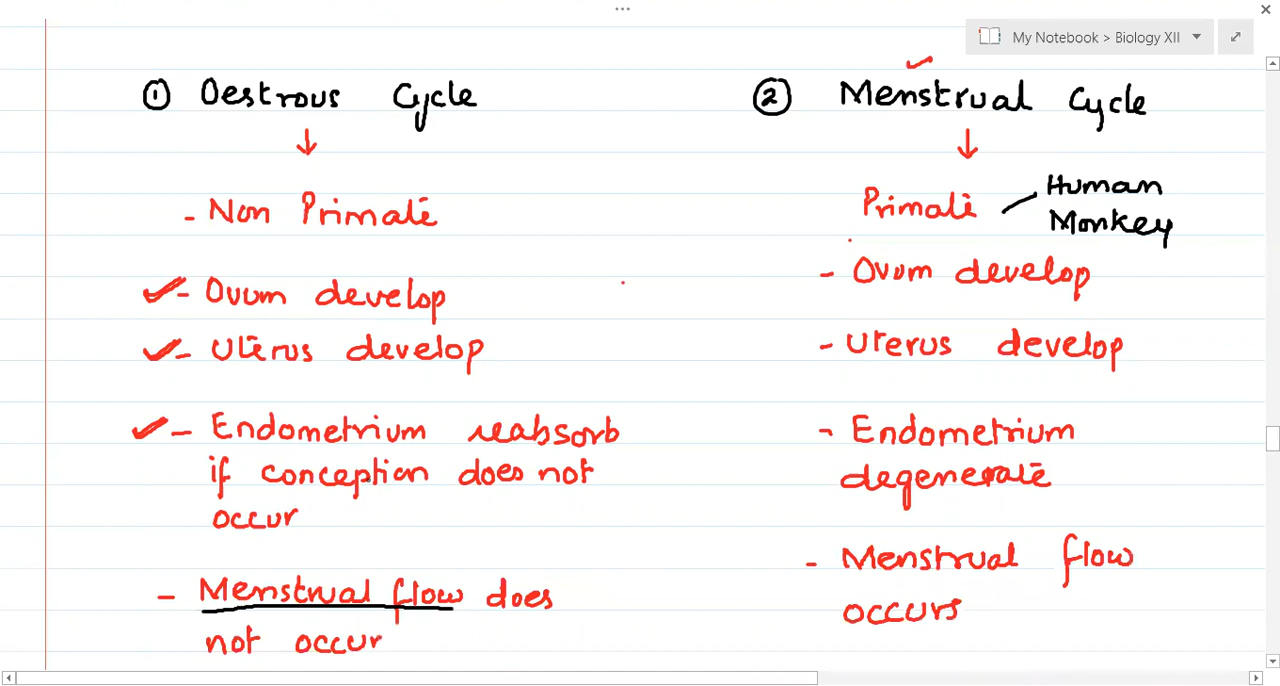 My Notebook > Biology XII
① Oestrous Cycle
- Non Primate
- Ovum develop
- Uterus develop
- Endometrium reabsorb
if conception does not
occur
- Menstrual flow does
not occur
② Menstrual Cycle
Primate
Human
Monkey
- Ovum develop
- Uterus develop
- Endometrium
degenerate
- Menstrual flow
occurs